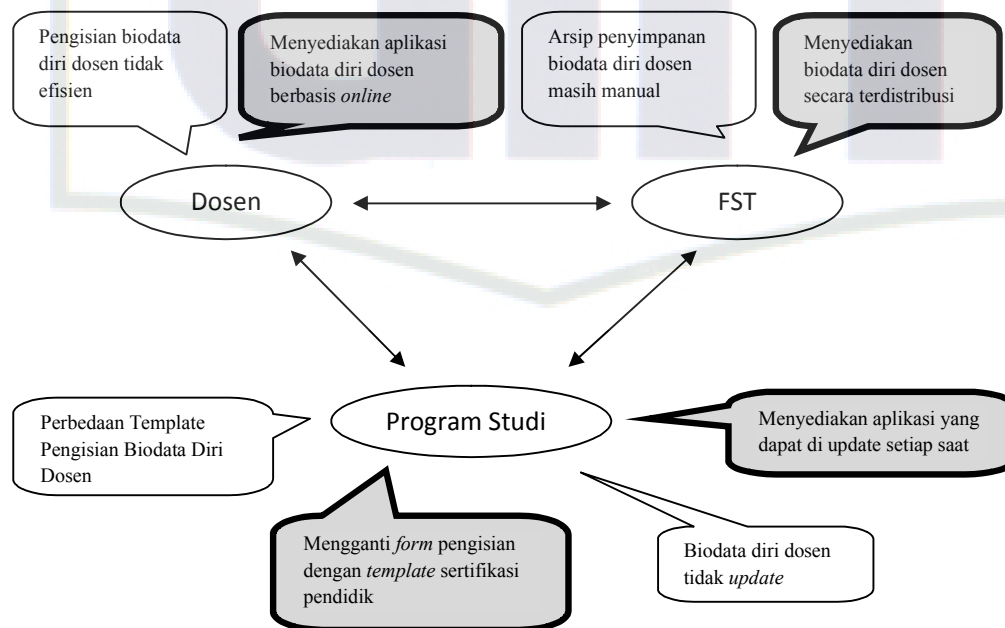 Pengisian biodata
diri dosen tidak
efisien
Menyediakan aplikasi
biodata diri dosen
berbasis online
Arsip penyimpanan
biodata diri dosen
masih manual
Menyediakan
biodata diri dosen
secara terdistribusi
Dosen
FST
Perbedaan Template
Pengisian Biodata Diri
Dosen
Program Studi
Menyediakan aplikasi yang
dapat di update setiap saat
Mengganti form pengisian
dengan template sertifikasi
pendidik
Biodata diri dosen
tidak update